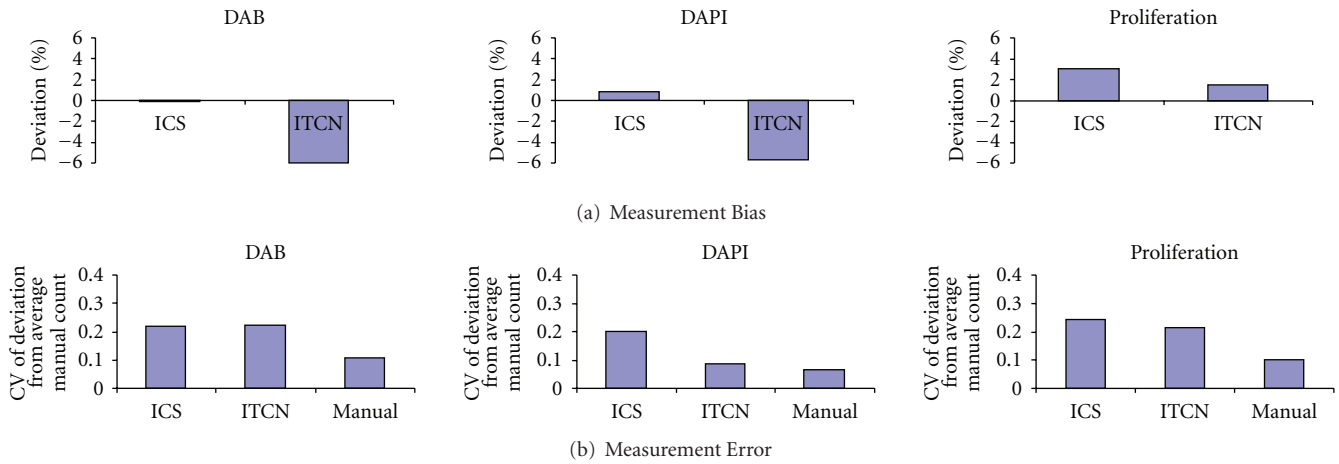 DAB
Deviation (%)
6
4
2
0
−2
−4
−6
ICS
ITCN
DAPI
Deviation (%)
6
4
2
0
−2
−4
−6
ICS
ITCN
Proliferation
Deviation (%)
6
4
2
0
−2
−4
−6
ICS
ITCN
(a) Measurement Bias
DAB
CV of deviation
from average
manual count
0.4
0.3
0.2
0.1
0
ICS
ITCN
Manual
DAPI
CV of deviation
from average
manual count
0.4
0.3
0.2
0.1
0
ICS
ITCN
Manual
Proliferation
CV of deviation
from average
manual count
0.4
0.3
0.2
0.1
0
ICS
ITCN
Manual
(b) Measurement Error